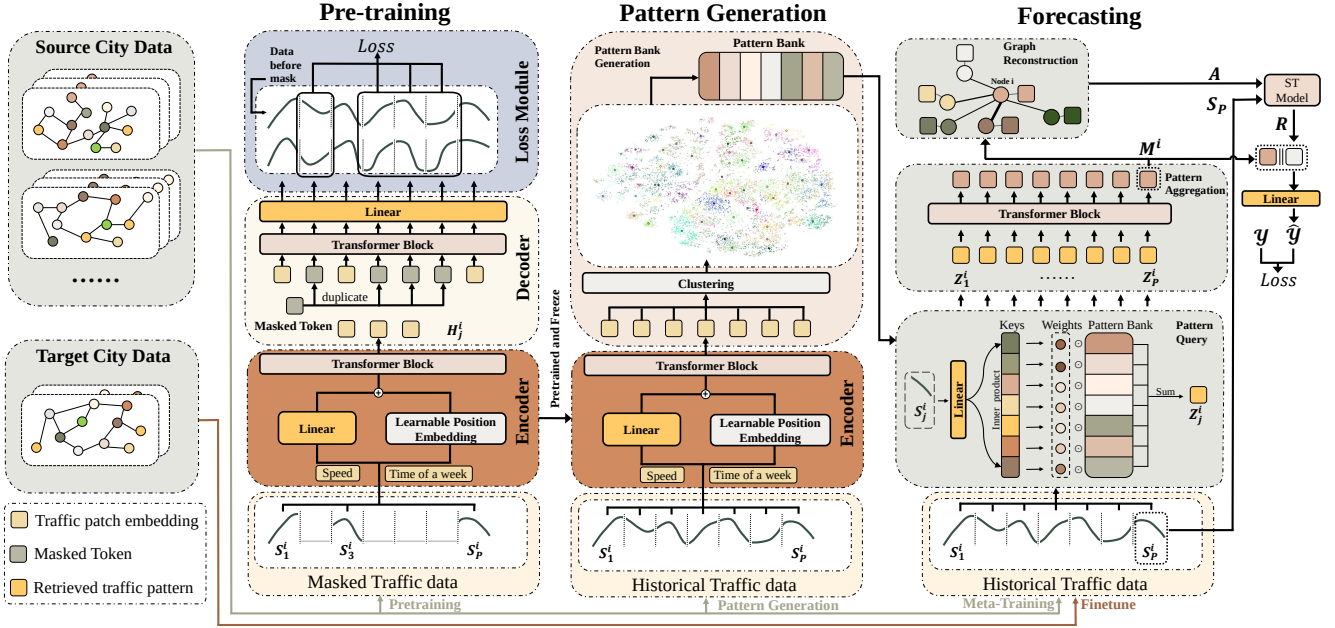 Pre-training
Pattern Generation
Forecasting
Source City Data
......
Target City Data
Traffic patch embedding
Masked Token
Retrieved traffic pattern
Loss
Data
before
mask
Loss Module
Linear
Transformer Block
Decoder
duplicate
Masked Token
H_j^i
Transformer Block
+
Linear
Learnable Position
Embedding
Encoder
Speed
Time of a week
S_1^i
S_3^i
S_P^i
Masked Traffic data
Pretraining
Pretrained and Freeze
Pattern Bank
Generation
Pattern Bank
Clustering
Transformer Block
+
Linear
Learnable Position
Embedding
Encoder
Speed
Time of a week
S_1^i
S_P^i
Historical Traffic data
Pattern Generation
Graph
Reconstruction
Node i
A
S_P
ST
Model
R
M^i
||
Pattern
Aggregation
Transformer Block
Linear
Z_1^i
......
Z_P^i
y
ŷ
Loss
Keys
Weights
Pattern Bank
Pattern
Query
S_j^i
Linear
Inner product
⊙
⊙
⊙
⊙
⊙
⊙
⊙
Sum
Z_j^i
S_1^i
S_P^i
Historical Traffic data
Meta-Training
Finetune